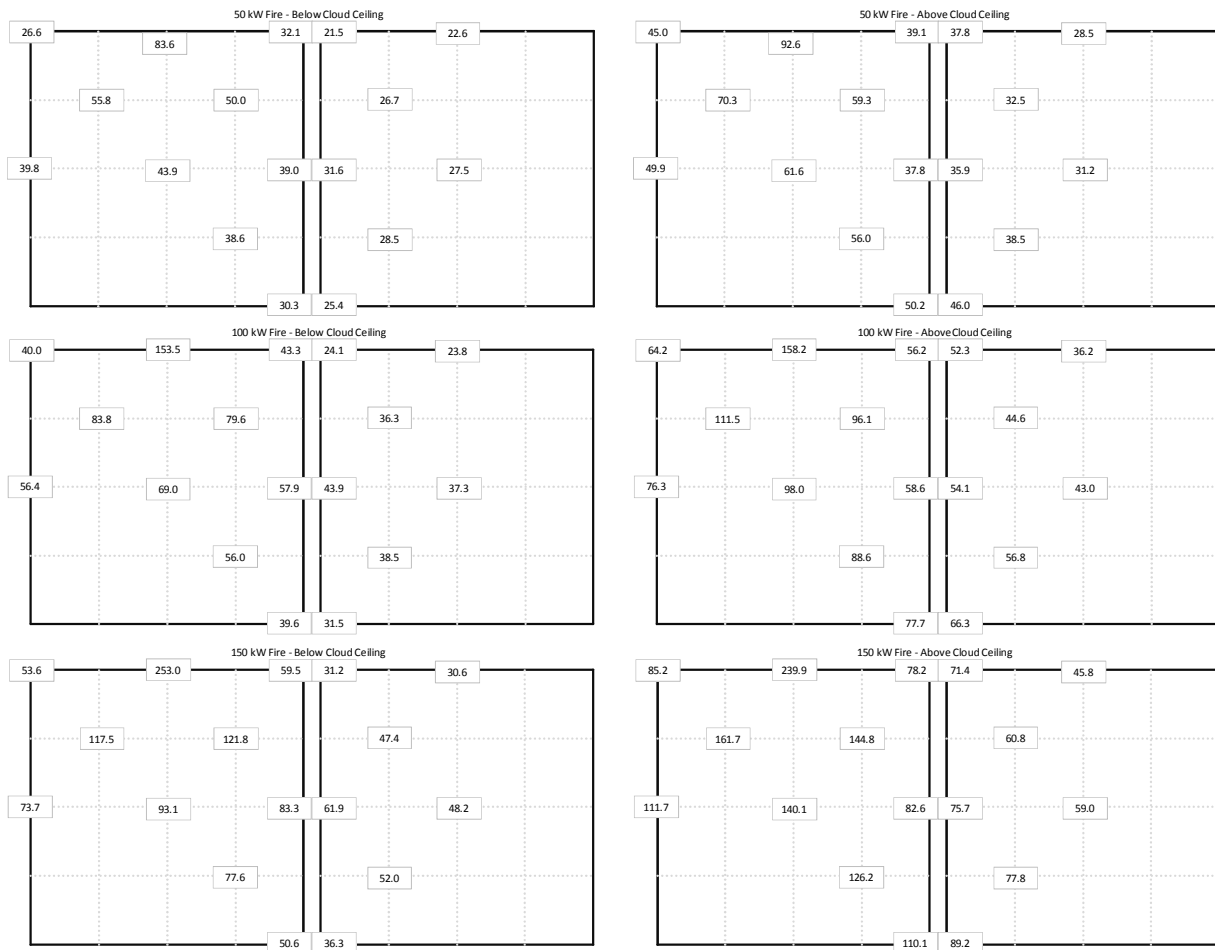 50 kW Fire - Below Cloud Ceiling
26.6 83.6 32.1 21.5 22.6
55.8 50.0 26.7
39.8 43.9 39.0 31.6 27.5
38.6 28.5
30.3 25.4
50 kW Fire - Above Cloud Ceiling
45.0 92.6 39.1 37.8 28.5
70.3 59.3 32.5
49.9 61.6 37.8 35.9 31.2
56.0 38.5
50.2 46.0
100 kW Fire - Below Cloud Ceiling
40.0 153.5 43.3 24.1 23.8
83.8 79.6 36.3
56.4 69.0 57.9 43.9 37.3
56.0 38.5
39.6 31.5
100 kW Fire - Above Cloud Ceiling
64.2 158.2 56.2 52.3 36.2
111.5 96.1 44.6
76.3 98.0 58.6 54.1 43.0
88.6 56.8
77.7 66.3
150 kW Fire - Below Cloud Ceiling
53.6 253.0 59.5 31.2 30.6
117.5 121.8 47.4
73.7 93.1 83.3 61.9 48.2
77.6 52.0
50.6 36.3
150 kW Fire - Above Cloud Ceiling
85.2 239.9 78.2 71.4 45.8
161.7 144.8 60.8
111.7 140.1 82.6 75.7 59.0
126.2 77.8
110.1 89.2